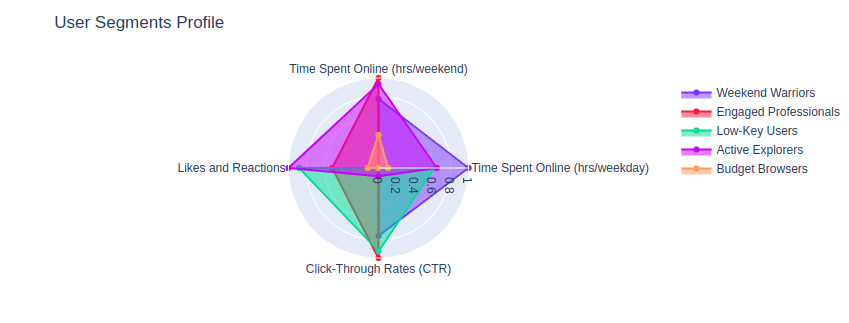 User Segments Profile
Time Spent Online (hrs/weekend)
Weekend Warriors
Engaged Professionals
Low-Key Users
Active Explorers
Budget Browsers
Likes and Reactions
Time Spent Online (hrs/weekday)
0
0.2
0.4
0.6
0.8
1
Click-Through Rates (CTR)